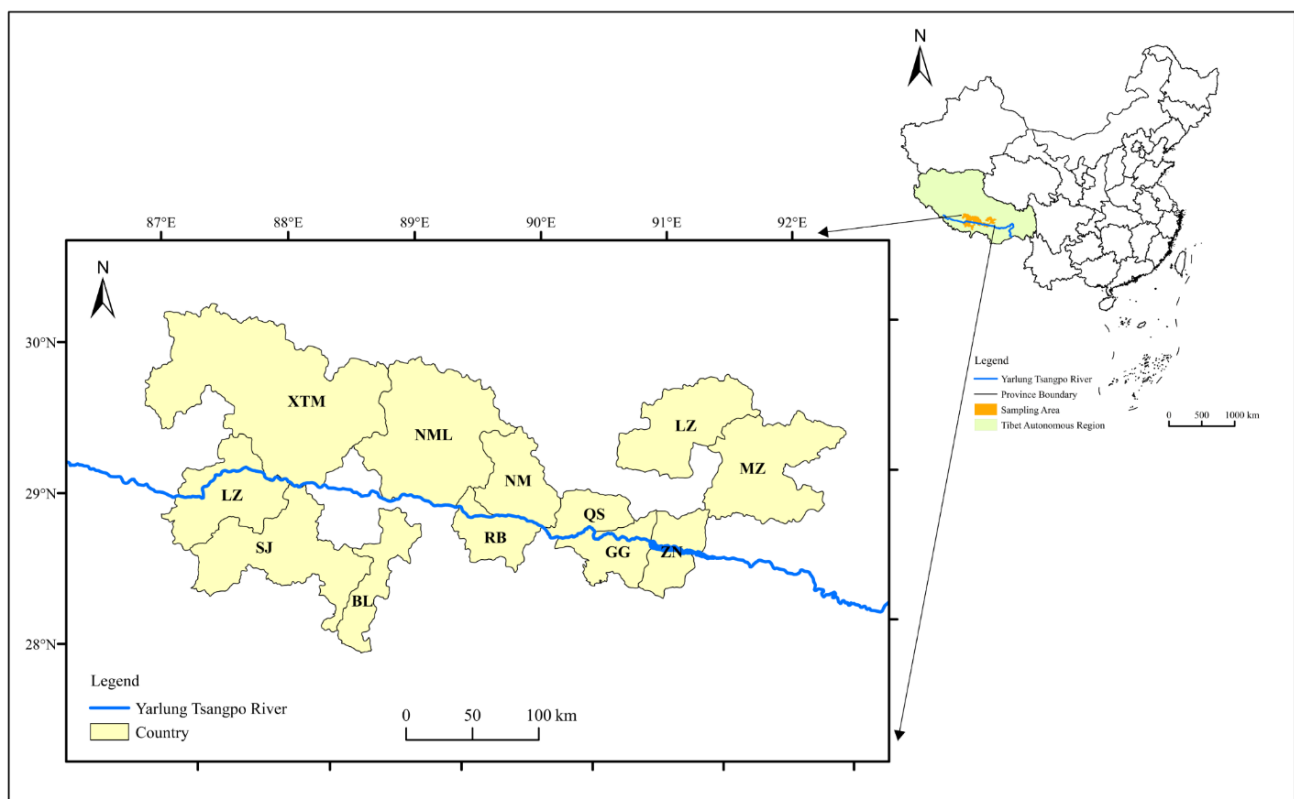 N
87°E 88°E 89°E 90°E 91°E 92°E
N
30°N
XTM
LZ
NML
MZ
NM
29°N
LZ
QS
RB
SJ
GG
ZN
BL
28°N
Legend
Yarlung Tsangpo River
Country
0 50 100 km
Legend
Yarlung Tsangpo River
Province Boundary
Sampling Area
Tibet Autonomous Region
0 500 1000 km